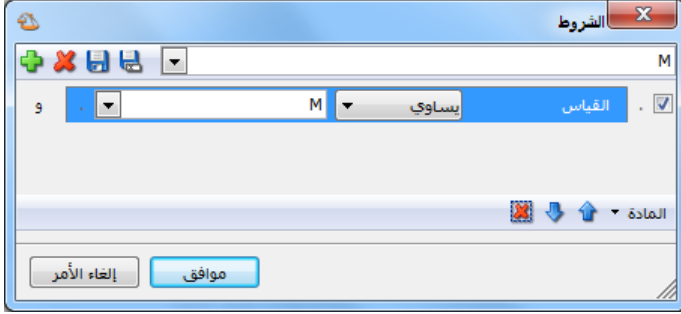 الشروط
M
. القياس يساوي M . و
المادة
موافق إلغاء الأمر